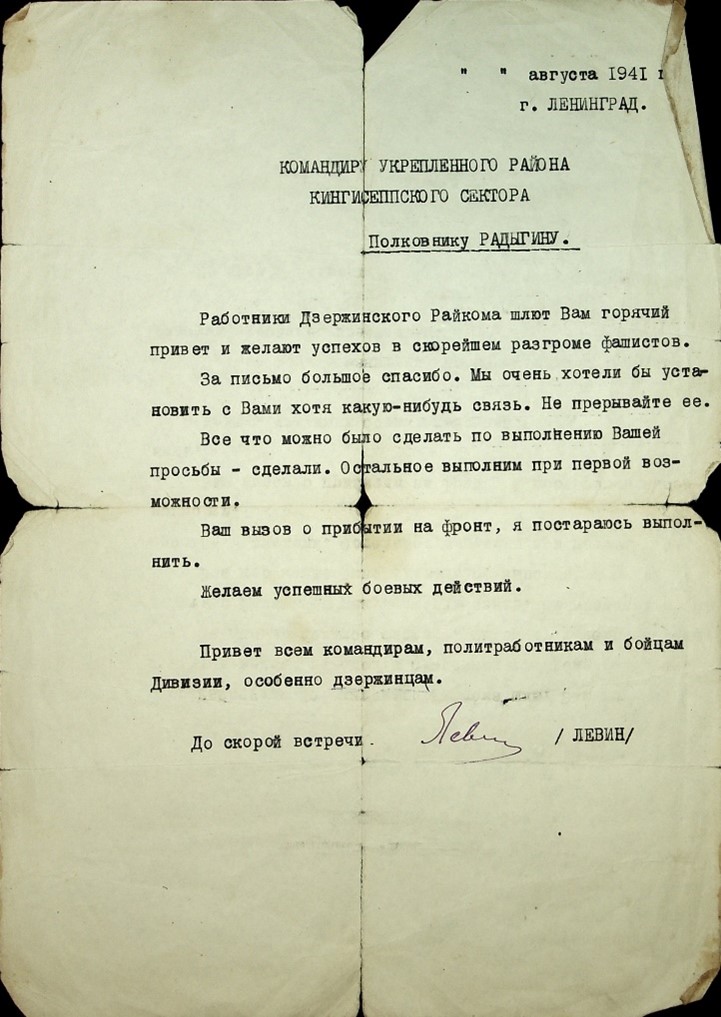 " " августа 1941 г
г. ЛЕНИНГРАД.
КОМАНДИРУ УКРЕПЛЕННОГО РАЙОНА
КИНГИСЕППСКОГО СЕКТОРА
Полковнику РАДЫГИНУ.
Работники Дзержинского Райкома шлют Вам горячий
привет и желают успехов в скорейшем разгроме фашистов.
За письмо большое спасибо. Мы очень хотели бы уста-
новить с Вами хотя какую-нибудь связь. Не прерывайте ее.
Все что можно было сделать по выполнению Вашей
просьбы - сделали. Остальное выполним при первой воз-
можности.
Ваш вызов о прибытии на фронт, я постараюсь выпол-
нить.
Желаем успешных боевых действий.
Привет всем командирам, политработникам и бойцам
Дивизии, особенно дзержинцам.
До скорой встречи. Левин / ЛЕВИН/